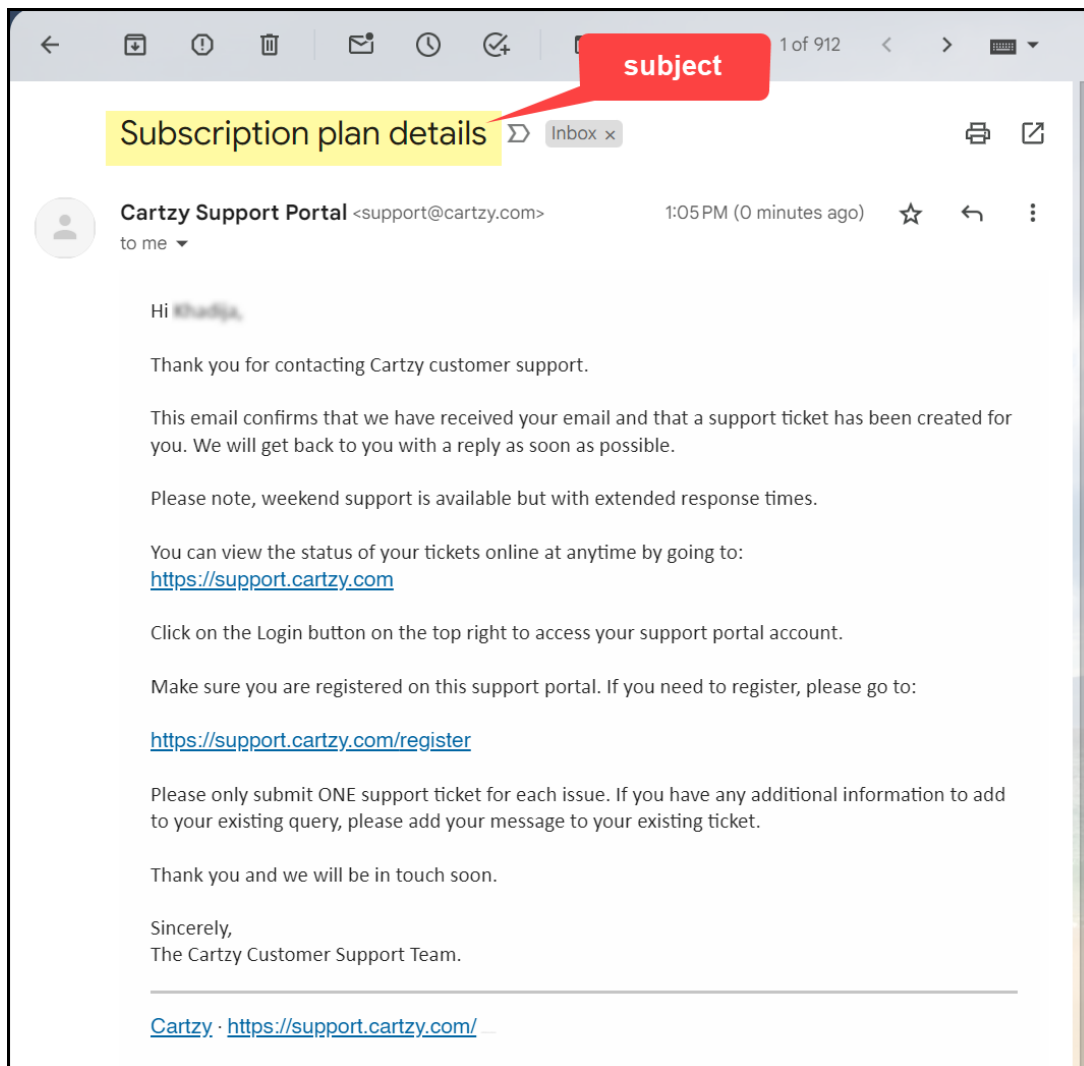 1 of 912
subject
Subscription plan details Inbox ×
Cartzy Support Portal <support@cartzy.com> 1:05 PM (0 minutes ago)
to me
Hi
Thank you for contacting Cartzy customer support.
This email confirms that we have received your email and that a support ticket has been created for
you. We will get back to you with a reply as soon as possible.
Please note, weekend support is available but with extended response times.
You can view the status of your tickets online at anytime by going to:
https://support.cartzy.com
Click on the Login button on the top right to access your support portal account.
Make sure you are registered on this support portal. If you need to register, please go to:
https://support.cartzy.com/register
Please only submit ONE support ticket for each issue. If you have any additional information to add
to your existing query, please add your message to your existing ticket.
Thank you and we will be in touch soon.
Sincerely,
The Cartzy Customer Support Team.
Cartzy · https://support.cartzy.com/